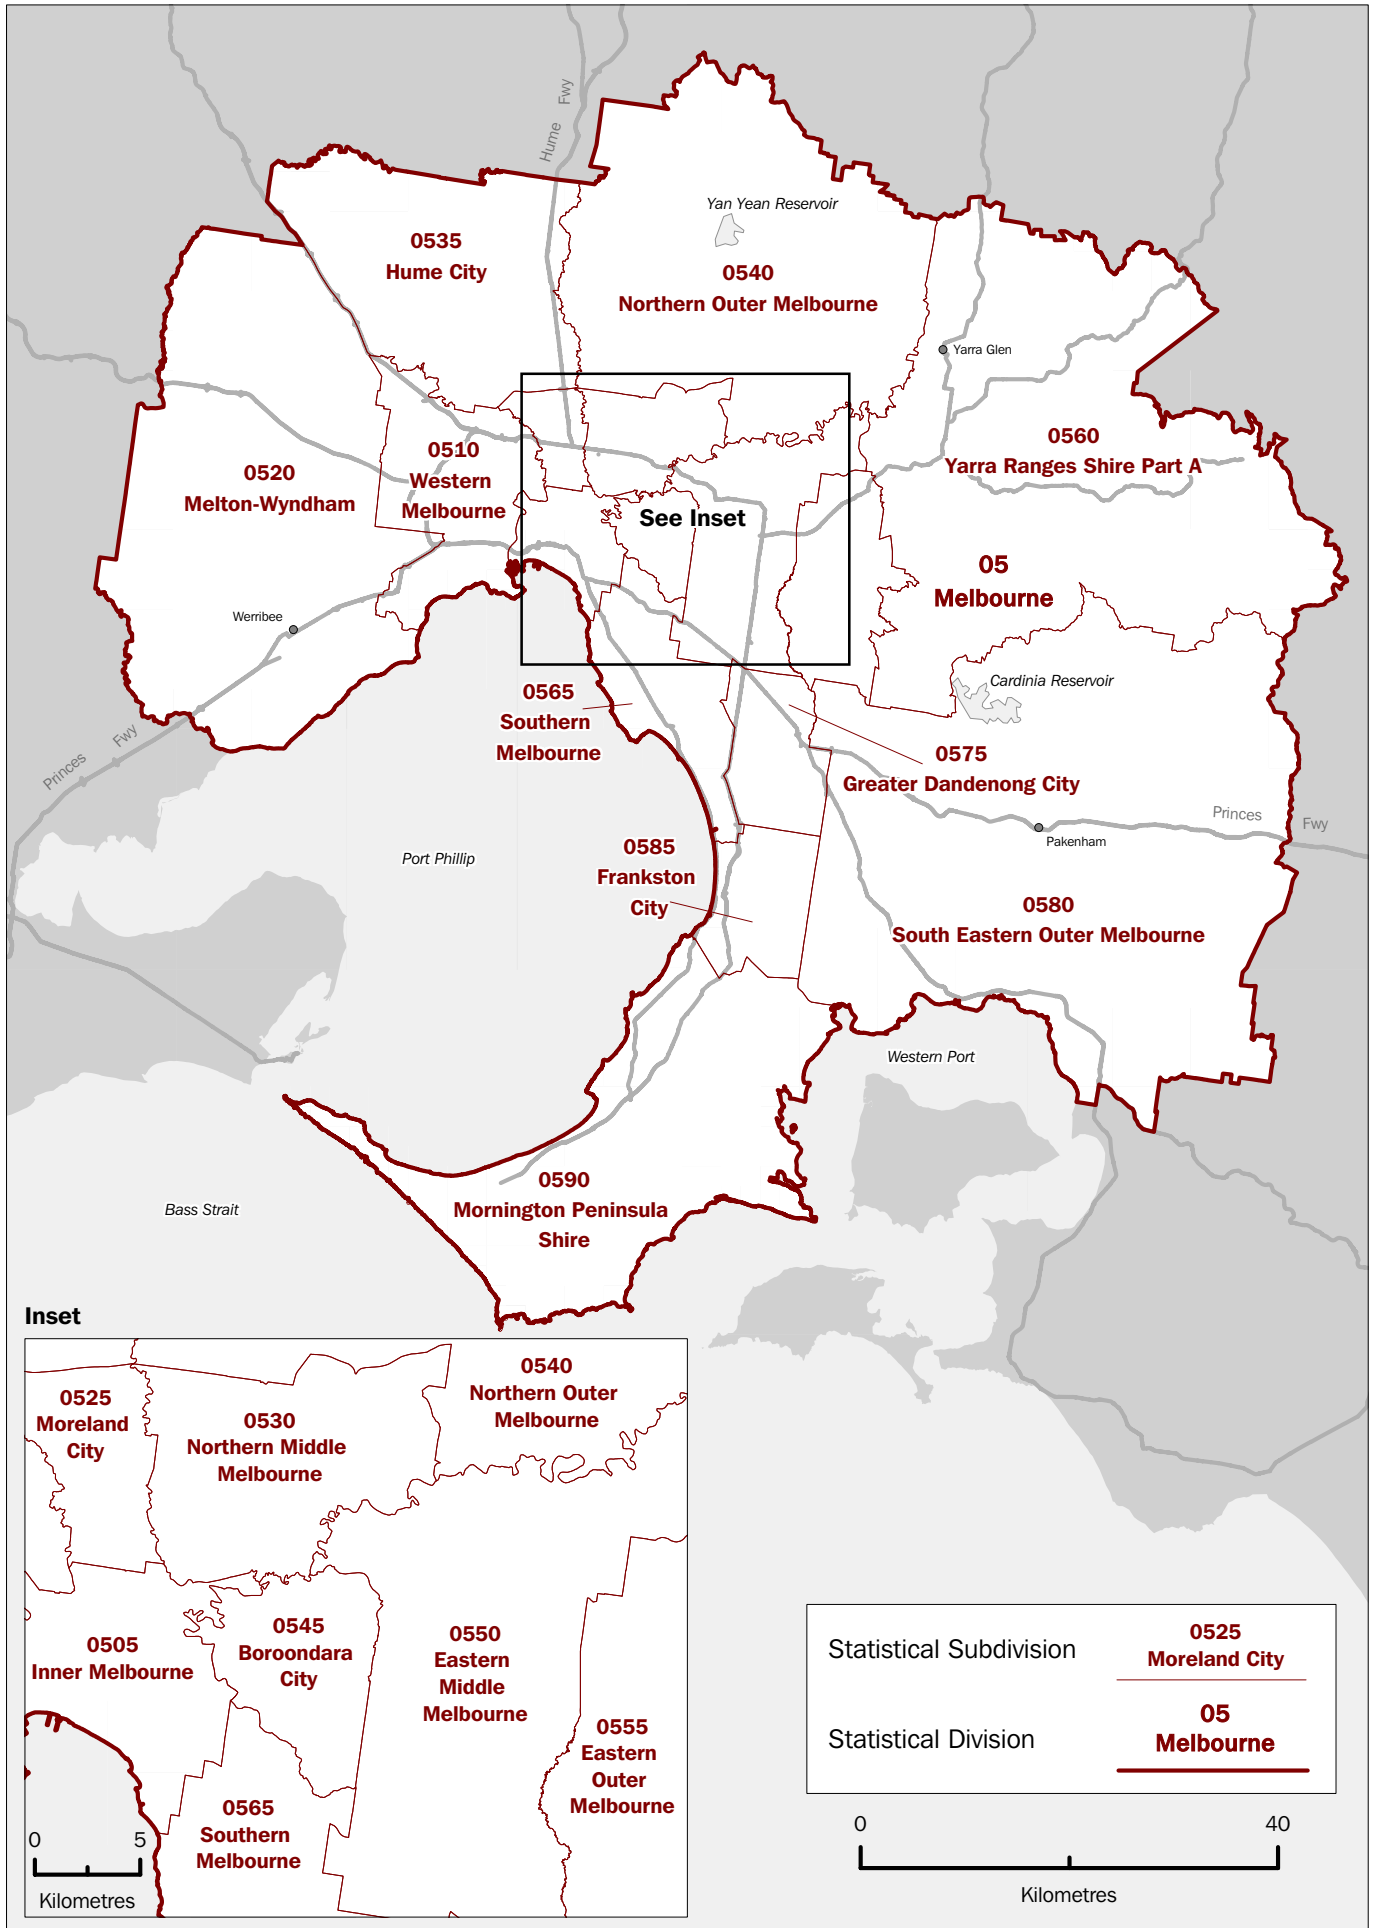 Hume Fwy
Yan Yean Reservoir
0535
Hume City
0540
Northern Outer Melbourne
Yarra Glen
0560
Yarra Ranges Shire Part A
0510
Western
Melbourne
0520
Melton-Wyndham
See Inset
05
Melbourne
Werribee
Cardinia Reservoir
0565
Southern
Melbourne
Princes Fwy
0575
Greater Dandenong City
Princes Fwy
Pakenham
Port Phillip
0585
Frankston
City
0580
South Eastern Outer Melbourne
Western Port
0590
Mornington Peninsula
Shire
Bass Strait
Inset
0540
Northern Outer
Melbourne
0525
Moreland
City
0530
Northern Middle
Melbourne
0505
Inner Melbourne
0545
Boroondara
City
0550
Eastern
Middle
Melbourne
0555
Eastern
Outer
Melbourne
0565
Southern
Melbourne
0 5
Kilometres
Statistical Subdivision
0525
Moreland City
Statistical Division
05
Melbourne
0 40
Kilometres